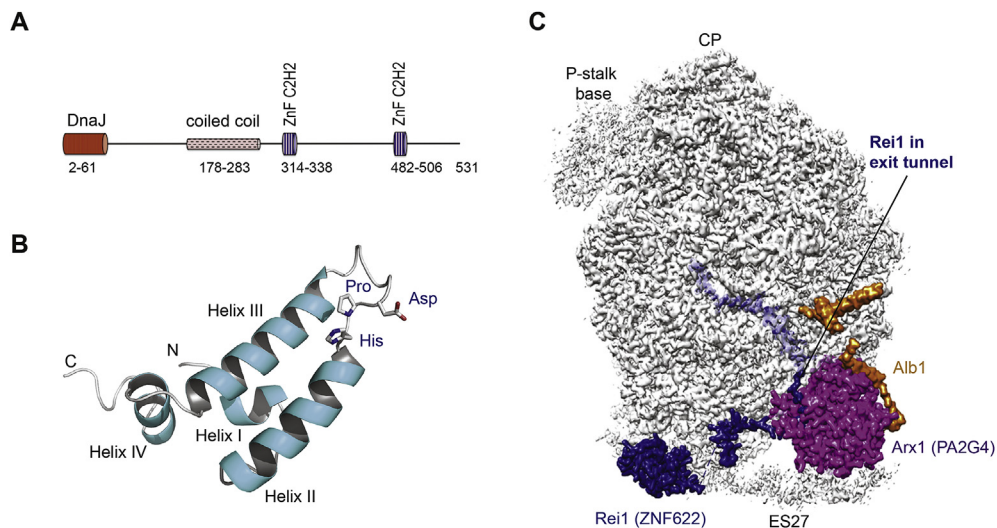 A
DnaJ
coiled coil
ZnF C2H2
ZnF C2H2
2-61
178-283
314-338
482-506
531
B
Pro
Asp
His
Helix III
N
C
Helix I
Helix IV
Helix II
C
CP
P-stalk
base
Rei1 in
exit tunnel
Alb1
Arx1 (PA2G4)
Rei1 (ZNF622)
ES27